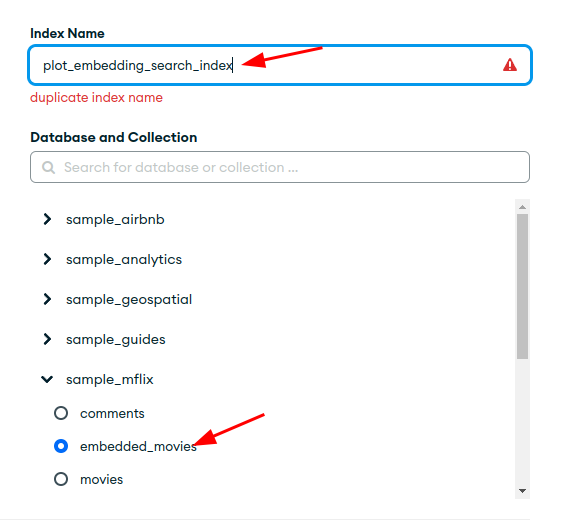 Index Name
plot_embedding_search_index
duplicate index name
Database and Collection
Search for database or collection ...
sample_airbnb
sample_analytics
sample_geospatial
sample_guides
sample_mflix
comments
embedded_movies
movies